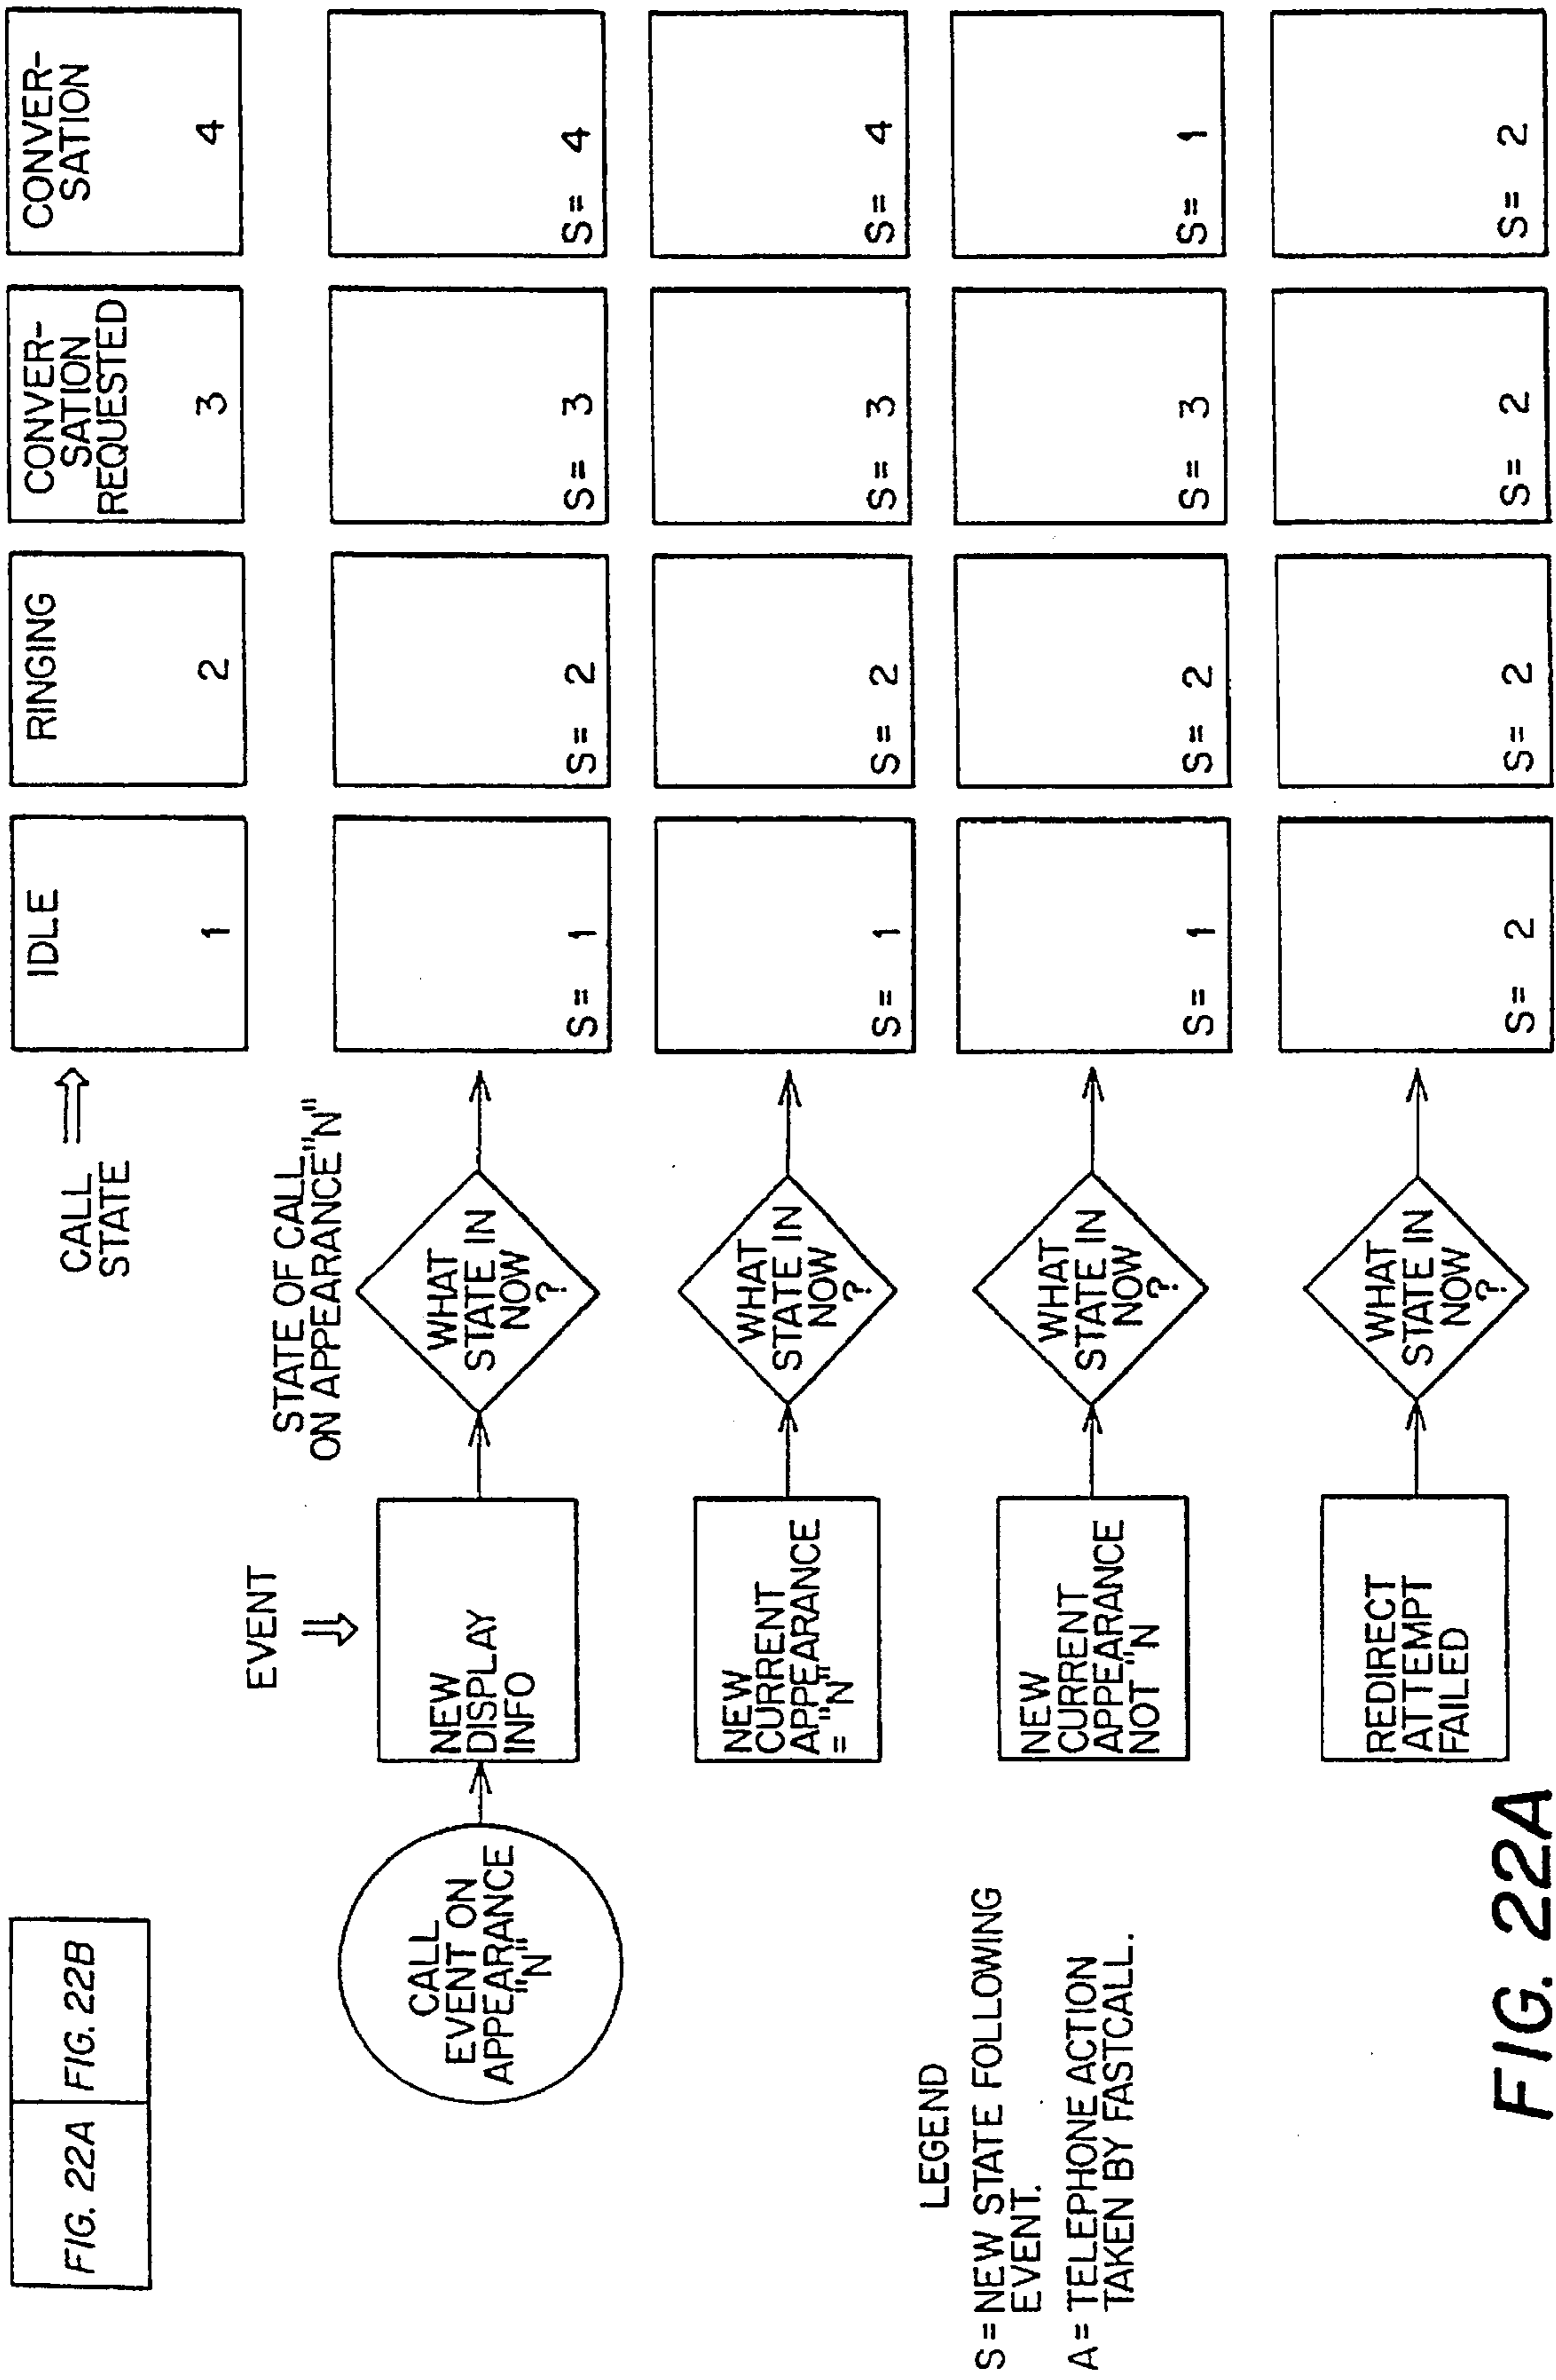 FIG. 22A FIG. 22B
CALL
STATE
IDLE
1
RINGING
2
CONVER-
SATION
REQUESTED
3
CONVER-
SATION
4
EVENT
STATE OF CALL
ON APPEARANCE "N"
CALL
EVENT ON
APPEARANCE
"N"
NEW
DISPLAY
INFO
WHAT
STATE IN
NOW
?
S = 1
S = 2
S = 3
S = 4
NEW
CURRENT
APPEARANCE
= "N"
WHAT
STATE IN
NOW
?
S = 1
S = 2
S = 3
S = 4
NEW
CURRENT
APPEARANCE
NOT "N
WHAT
STATE IN
NOW
?
S = 1
S = 2
S = 3
S = 1
REDIRECT
ATTEMPT
FAILED
WHAT
STATE IN
NOW
?
S = 2
S = 2
S = 2
S = 2
LEGEND
S = NEW STATE FOLLOWING
EVENT.
A = TELEPHONE ACTION
TAKEN BY FASTCALL.
FIG. 22A